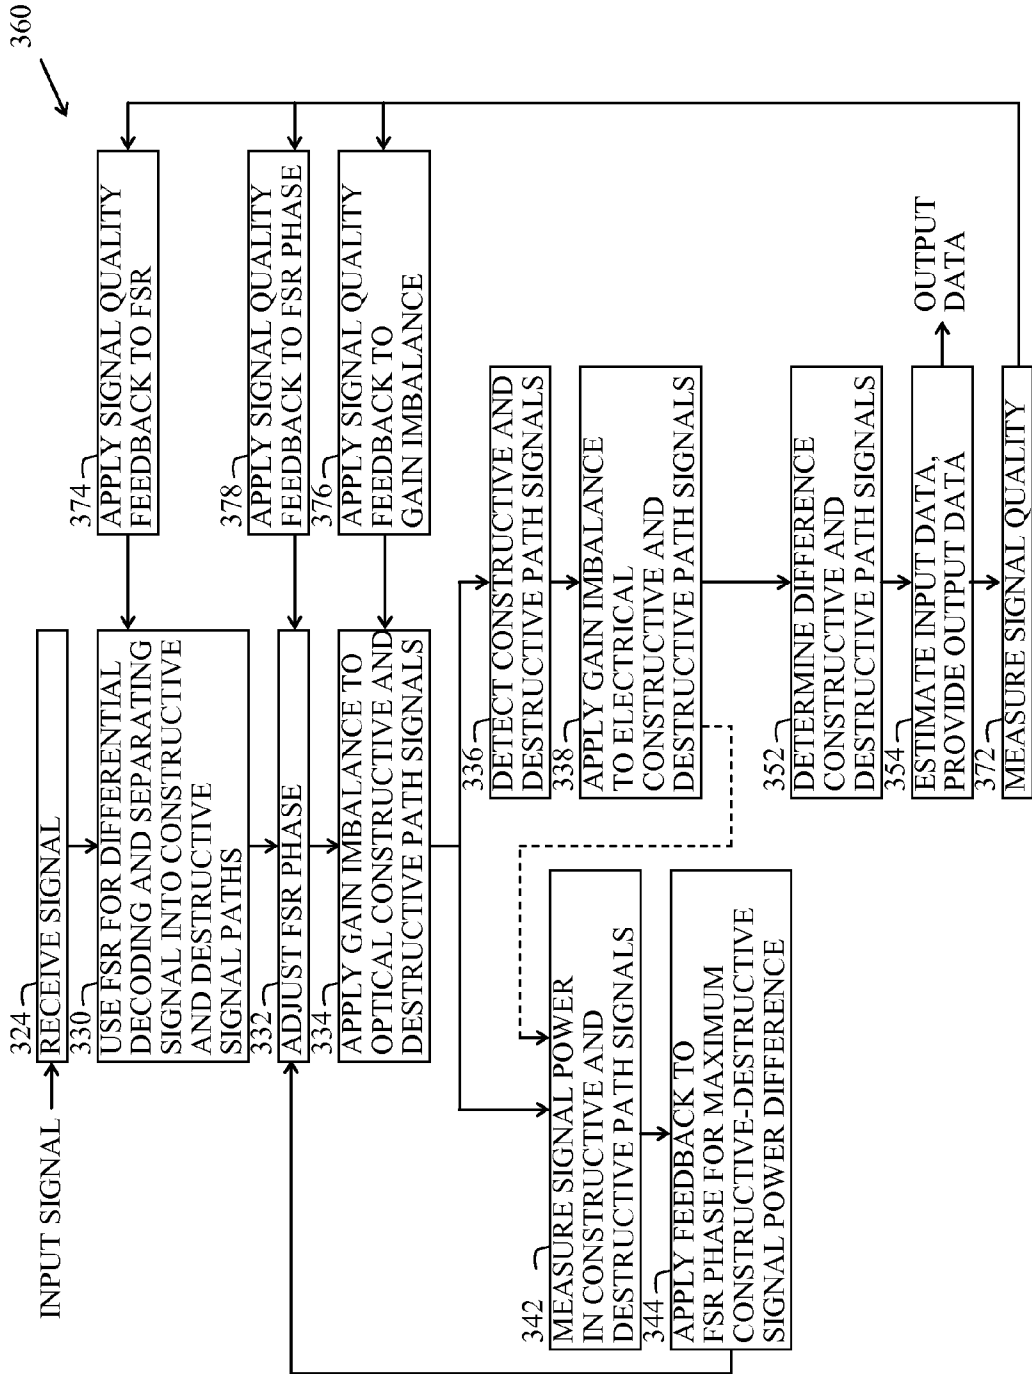 360
INPUT SIGNAL
324
RECEIVE SIGNAL
330
USE FSR FOR DIFFERENTIAL
DECODING AND SEPARATING
SIGNAL INTO CONSTRUCTIVE
AND DESTRUCTIVE
SIGNAL PATHS
374
APPLY SIGNAL QUALITY
FEEDBACK TO FSR
332
ADJUST FSR PHASE
378
APPLY SIGNAL QUALITY
FEEDBACK TO FSR PHASE
334
APPLY GAIN IMBALANCE TO
OPTICAL CONSTRUCTIVE AND
DESTRUCTIVE PATH SIGNALS
376
APPLY SIGNAL QUALITY
FEEDBACK TO
GAIN IMBALANCE
336
DETECT CONSTRUCTIVE AND
DESTRUCTIVE PATH SIGNALS
338
APPLY GAIN IMBALANCE
TO ELECTRICAL
CONSTRUCTIVE AND
DESTRUCTIVE PATH SIGNALS
342
MEASURE SIGNAL POWER
IN CONSTRUCTIVE AND
DESTRUCTIVE PATH SIGNALS
344
APPLY FEEDBACK TO
FSR PHASE FOR MAXIMUM
CONSTRUCTIVE-DESTRUCTIVE
SIGNAL POWER DIFFERENCE
352
DETERMINE DIFFERENCE
CONSTRUCTIVE AND
DESTRUCTIVE PATH SIGNALS
354
ESTIMATE INPUT DATA,
PROVIDE OUTPUT DATA
OUTPUT
DATA
372
MEASURE SIGNAL QUALITY